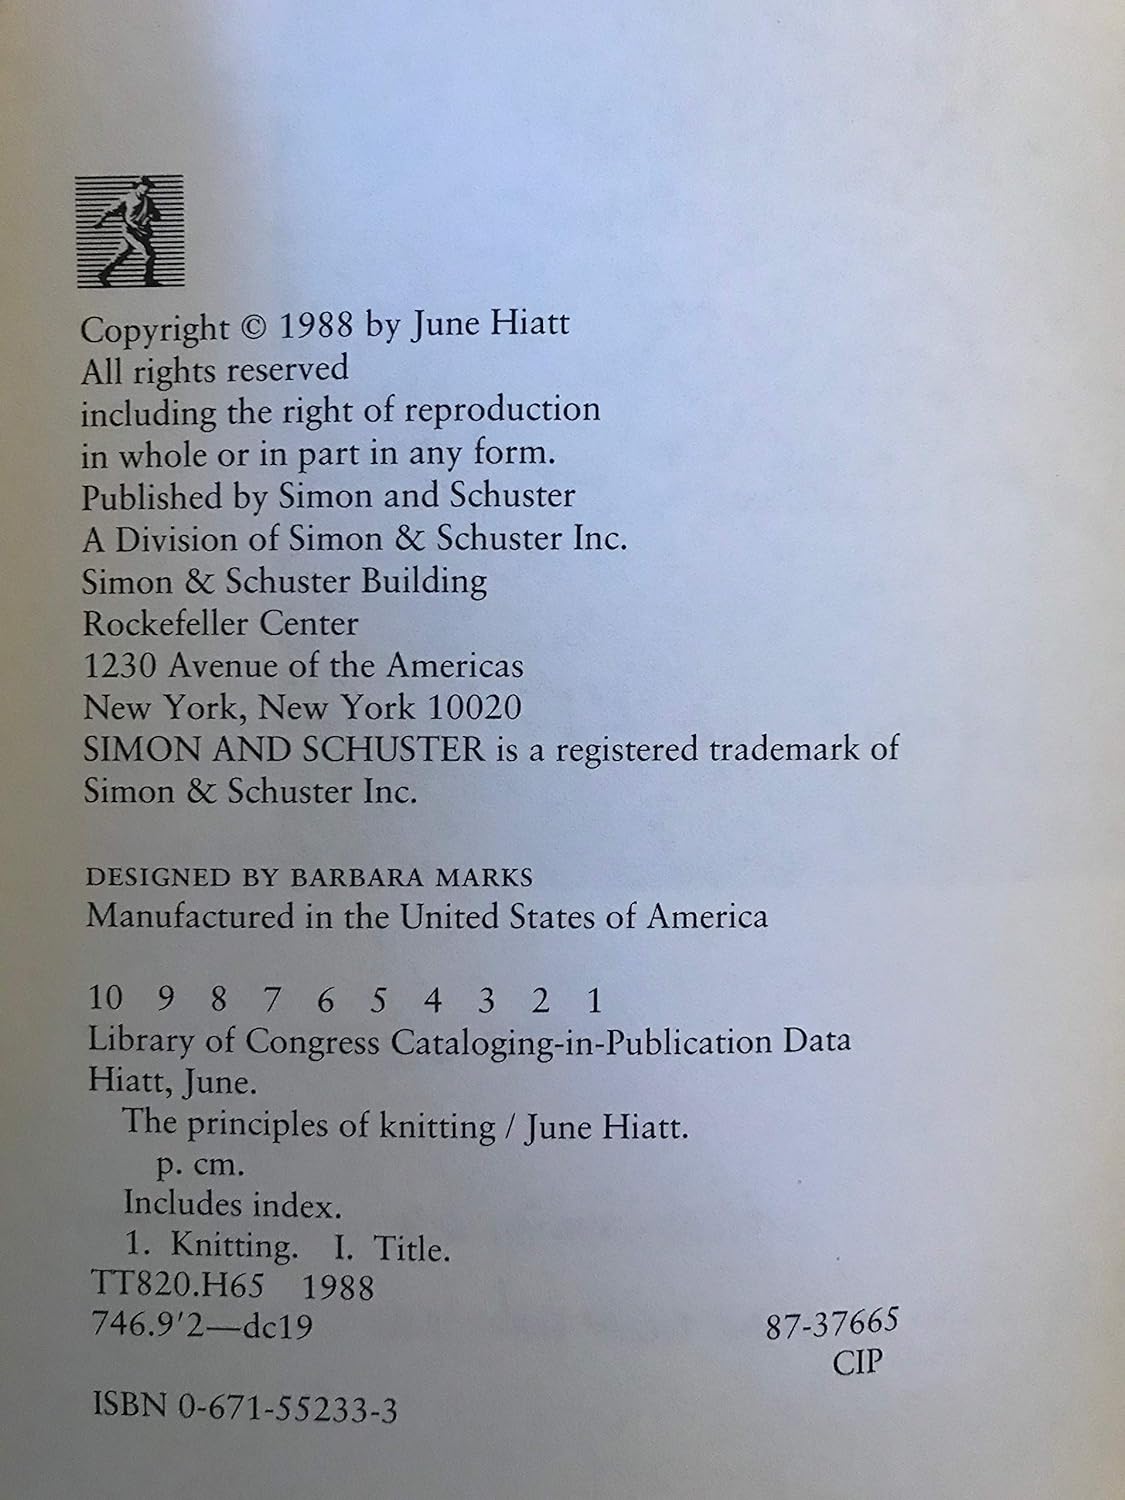 Copyright © 1988 by June Hiatt
All rights reserved
including the right of reproduction
in whole or in part in any form.
Published by Simon and Schuster
A Division of Simon & Schuster Inc.
Simon & Schuster Building
Rockefeller Center
1230 Avenue of the Americas
New York, New York 10020
SIMON AND SCHUSTER is a registered trademark of
Simon & Schuster Inc.
DESIGNED BY BARBARA MARKS
Manufactured in the United States of America
10 9 8 7 6 5 4 3 2 1
Library of Congress Cataloging-in-Publication Data
Hiatt, June.
The principles of knitting / June Hiatt.
p. cm.
Includes index.
1. Knitting. I. Title.
TT820.H65 1988
746.9'2—dc19 87-37665
CIP
ISBN 0-671-55233-3